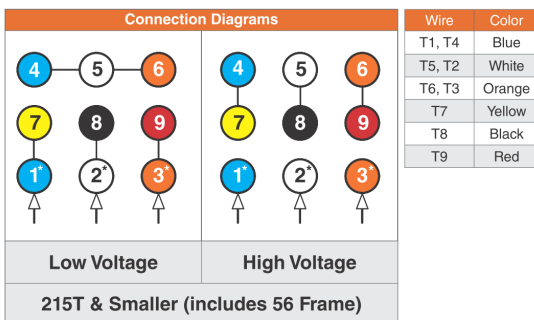 Connection Diagrams
4 5 6 4 5 6
7 8 9 7 8 9
1* 2* 3* 1* 2* 3*
Low Voltage High Voltage
215T & Smaller (includes 56 Frame)
Wire Color
T1, T4 Blue
T5, T2 White
T6, T3 Orange
T7 Yellow
T8 Black
T9 Red